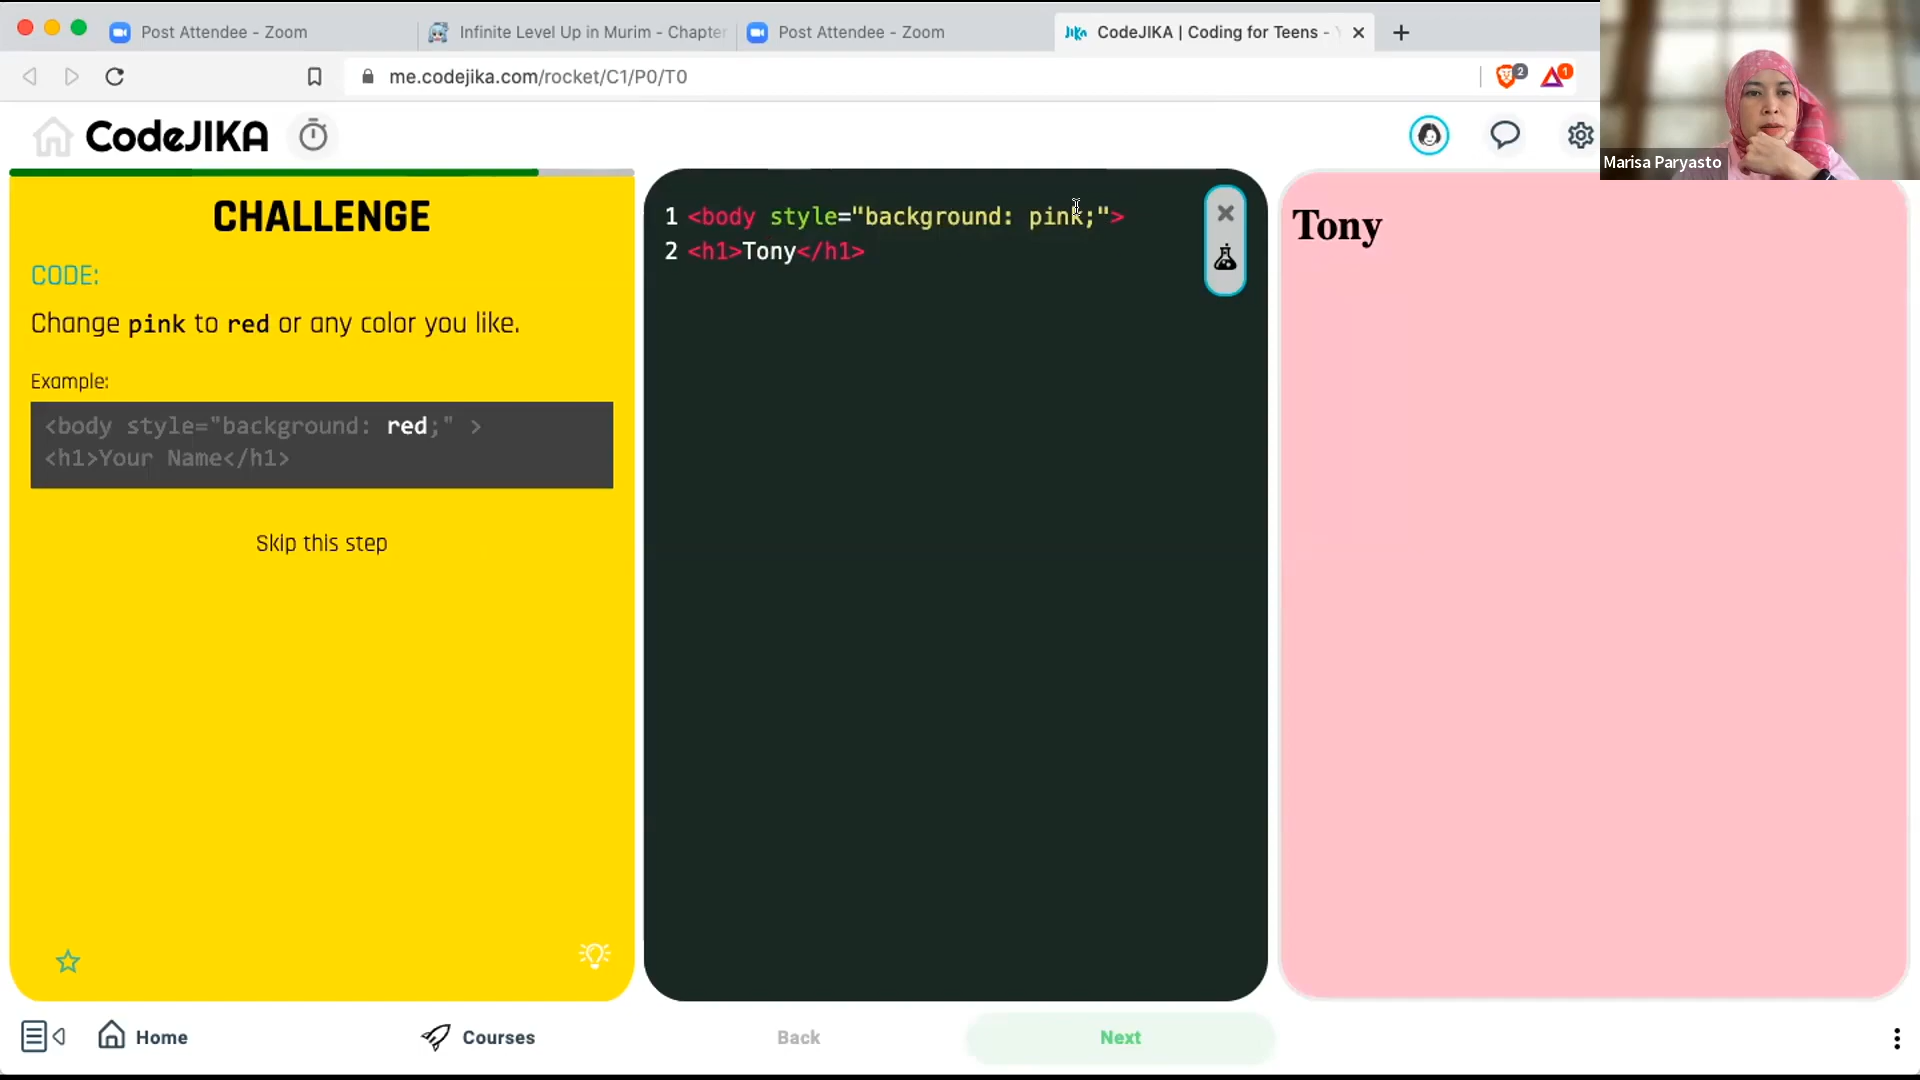 Post Attendee - Zoom
Infinite Level Up in Murim - Chapter
Post Attendee - Zoom
CodeJIKA | Coding for Teens -
me.codejika.com/rocket/C1/P0/T0
2
1
CodeJIKA
Marisa Paryasto
CHALLENGE
CODE:
Change pink to red or any color you like.
Example:
<body style="background: red;" >
<h1>Your Name</h1>
Skip this step
1 <body style="background: pink;">
2 <h1>Tony</h1>
Tony
Home
Courses
Back
Next